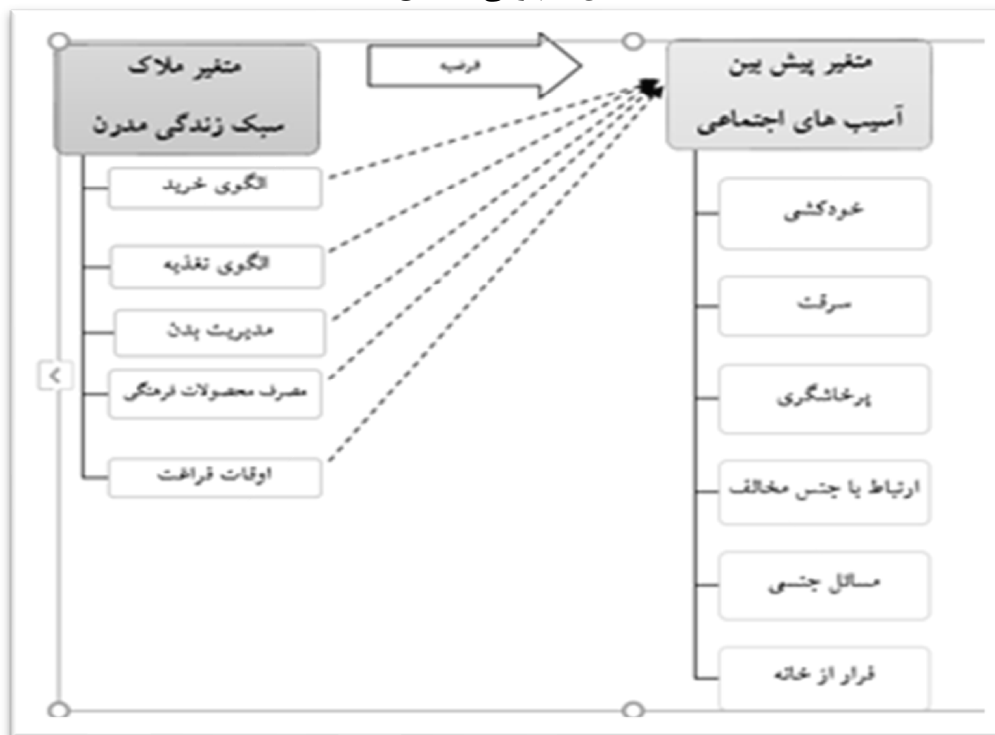 متغیر پیش بین
آسیب های اجتماعی
خودکشی
سرقت
پرخاشگری
ارتباط با جنس مخالف
مسائل جنسی
فرار از خانه
فرضیه
متغیر ملاک
سبک زندگی مدرن
الگوی خرید
الگوی تغذیه
مدیریت بدن
مصرف محصولات فرهنگی
اوقات فراغت